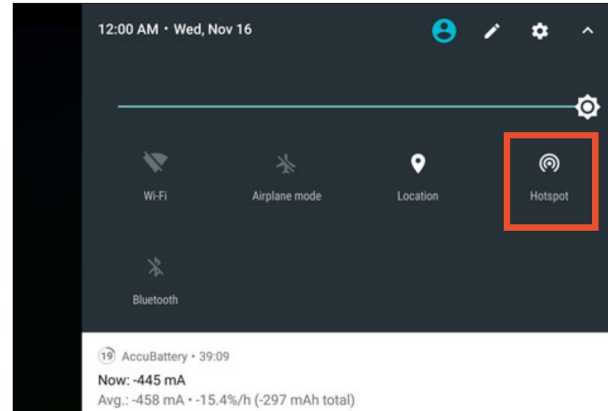 12:00 AM • Wed, Nov 16
Wi-Fi Airplane mode Location Hotspot
Bluetooth
19 AccuBattery • 39:09
Now: -445 mA
Avg.: -458 mA • -15.4%/h (-297 mAh total)